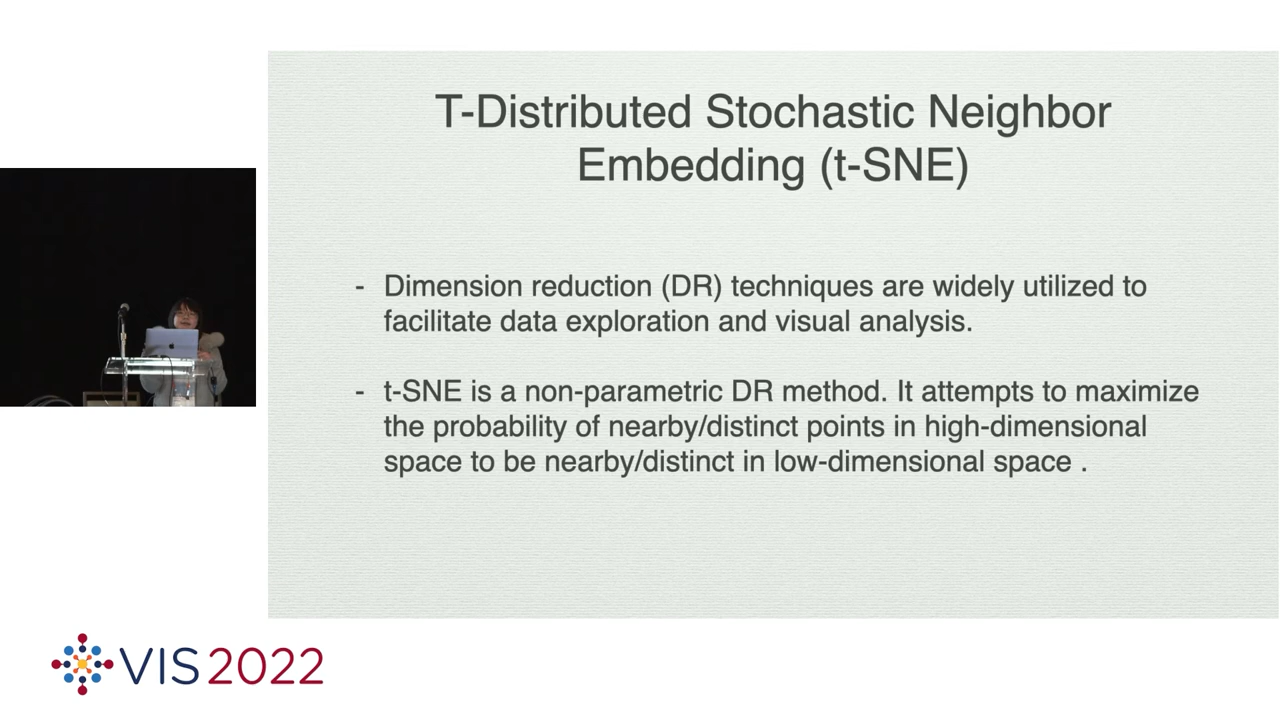 T-Distributed Stochastic Neighbor
Embedding (t-SNE)
- Dimension reduction (DR) techniques are widely utilized to
facilitate data exploration and visual analysis.
- t-SNE is a non-parametric DR method. It attempts to maximize
the probability of nearby/distinct points in high-dimensional
space to be nearby/distinct in low-dimensional space .
VIS2022